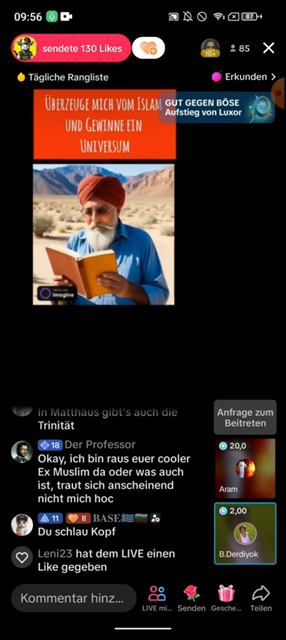 09:56
87
sendete 130 Likes
10+
85
Tägliche Rangliste
Erkunden >
ÜBERZEUGE MICH VOM ISLAM
UND GEWINNE EIN
UNIVERSUM
GUT GEGEN BÖSE
Aufstieg von Luxor
imagine
in Matthäus gibt's auch die
Trinität
18 Der Professor
Okay, ich bin raus euer cooler
Ex Muslim da oder was auch
ist, traut sich anscheinend
nicht mich hoc
11 II BASE
Du schlau Kopf
Leni23 hat dem LIVE einen
Like gegeben
Anfrage zum
Beitreten
20,0
Aram
2,00
B.Derdiyok
Kommentar hinz...
LIVE mi...
Senden
Gesche...
Teilen